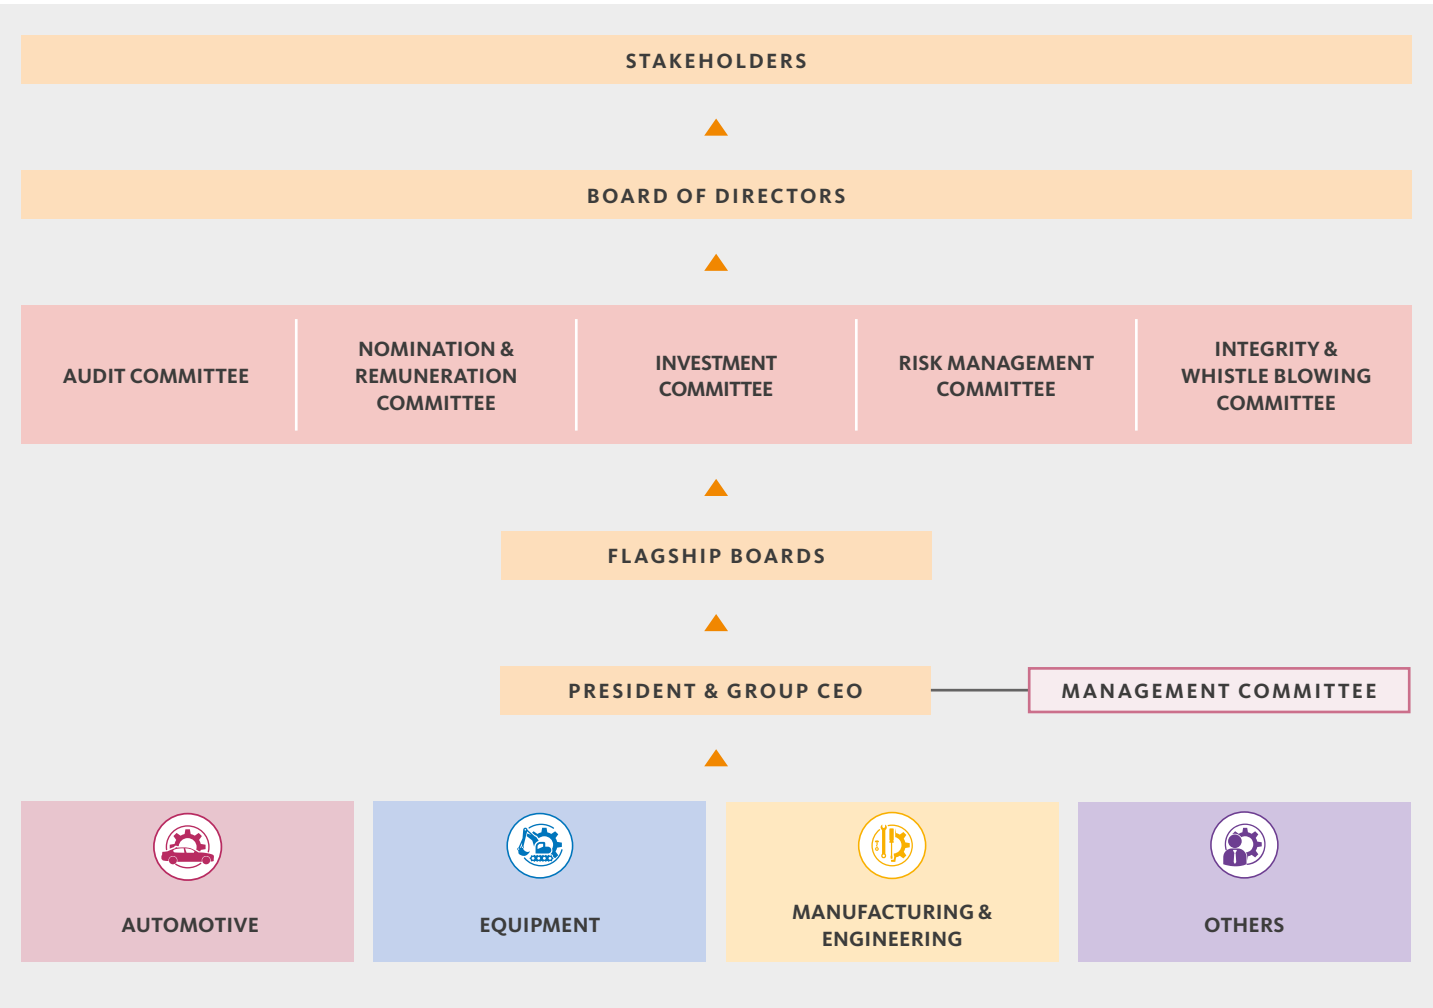 STAKEHOLDERS
BOARD OF DIRECTORS
AUDIT COMMITTEE
NOMINATION &
REMUNERATION
COMMITTEE
INVESTMENT
COMMITTEE
RISK MANAGEMENT
COMMITTEE
INTEGRITY &
WHISTLE BLOWING
COMMITTEE
FLAGSHIP BOARDS
PRESIDENT & GROUP CEO
MANAGEMENT COMMITTEE
AUTOMOTIVE
EQUIPMENT
MANUFACTURING &
ENGINEERING
OTHERS